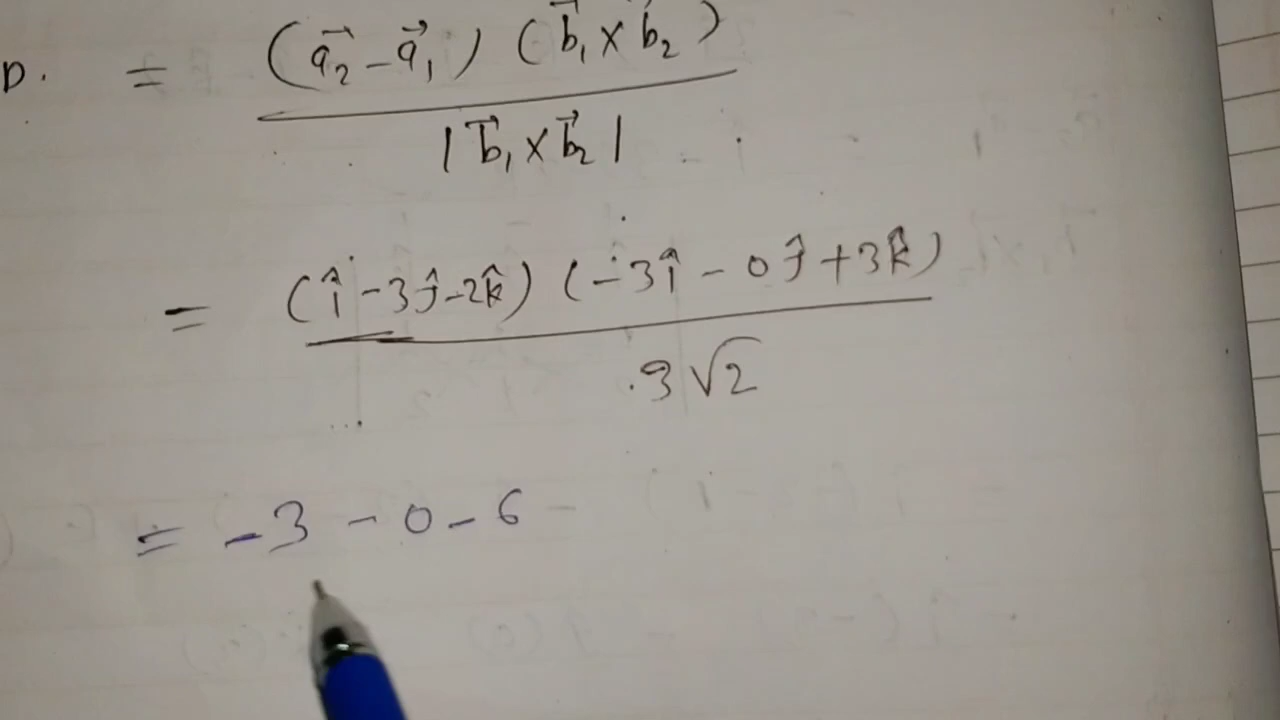 D. = (a⃗₂ - a⃗₁) (b⃗₁ × b⃗₂)
|b⃗₁ × b⃗₂|
= (î - 3ĵ - 2k̂) (-3î - 0ĵ + 3k̂)
3√2
= -3 - 0 - 6